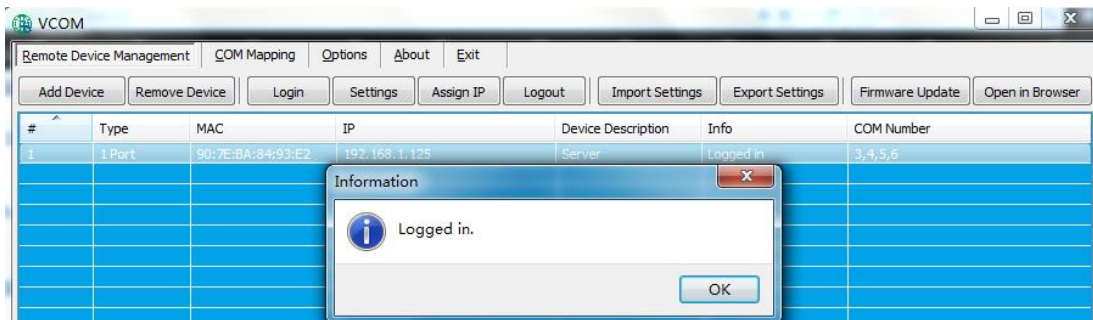 VCOM
Remote Device Management COM Mapping Options About Exit
Add Device Remove Device Login Settings Assign IP Logout Import Settings Export Settings Firmware Update Open in Browser
# Type MAC IP Device Description Info COM Number
1 1 Port 90:7E:BA:84:93:E2 192.168.1.125 Server Logged in 3,4,5,6
Information
Logged in.
OK